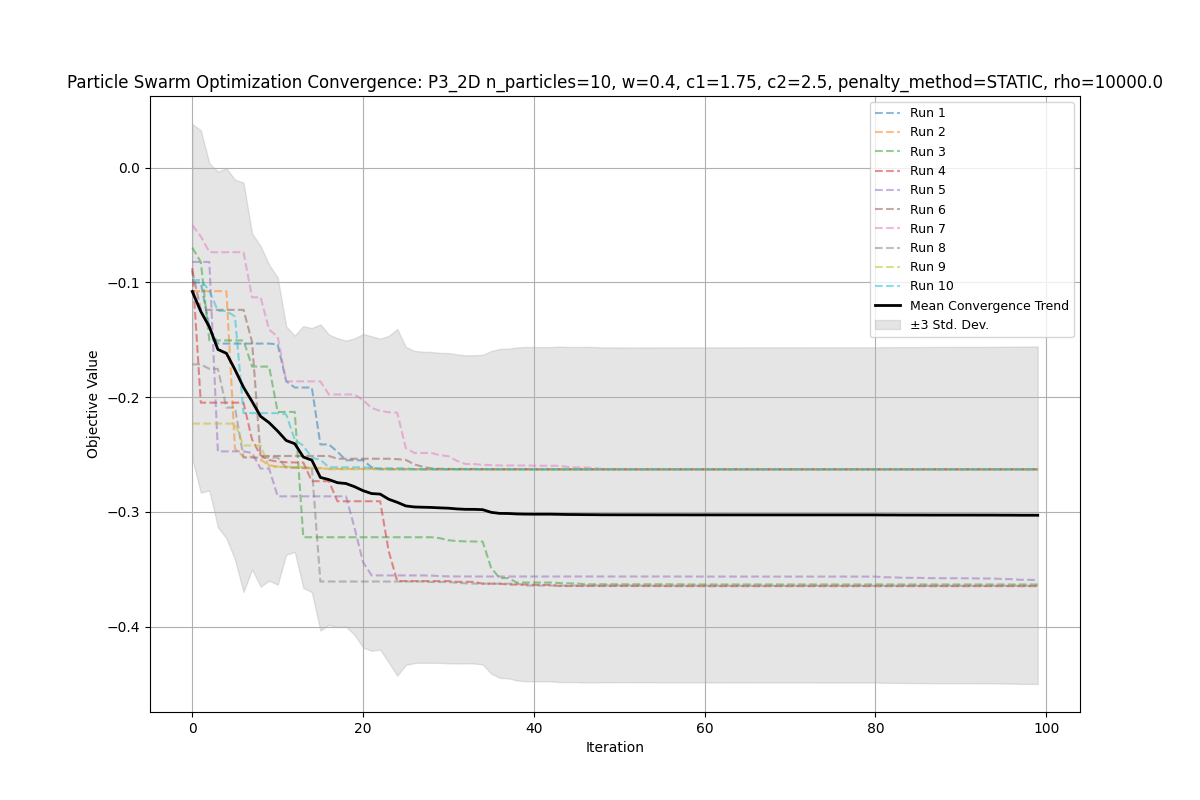 Particle Swarm Optimization Convergence: P3_2D n_particles=10, w=0.4, c1=1.75, c2=2.5, penalty_method=STATIC, rho=10000.0
Run 1
Run 2
Run 3
Run 4
Run 5
Run 6
Run 7
Run 8
Run 9
Run 10
Mean Convergence Trend
±3 Std. Dev.
Objective Value
0.0
−0.1
−0.2
−0.3
−0.4
0
20
40
60
80
100
Iteration